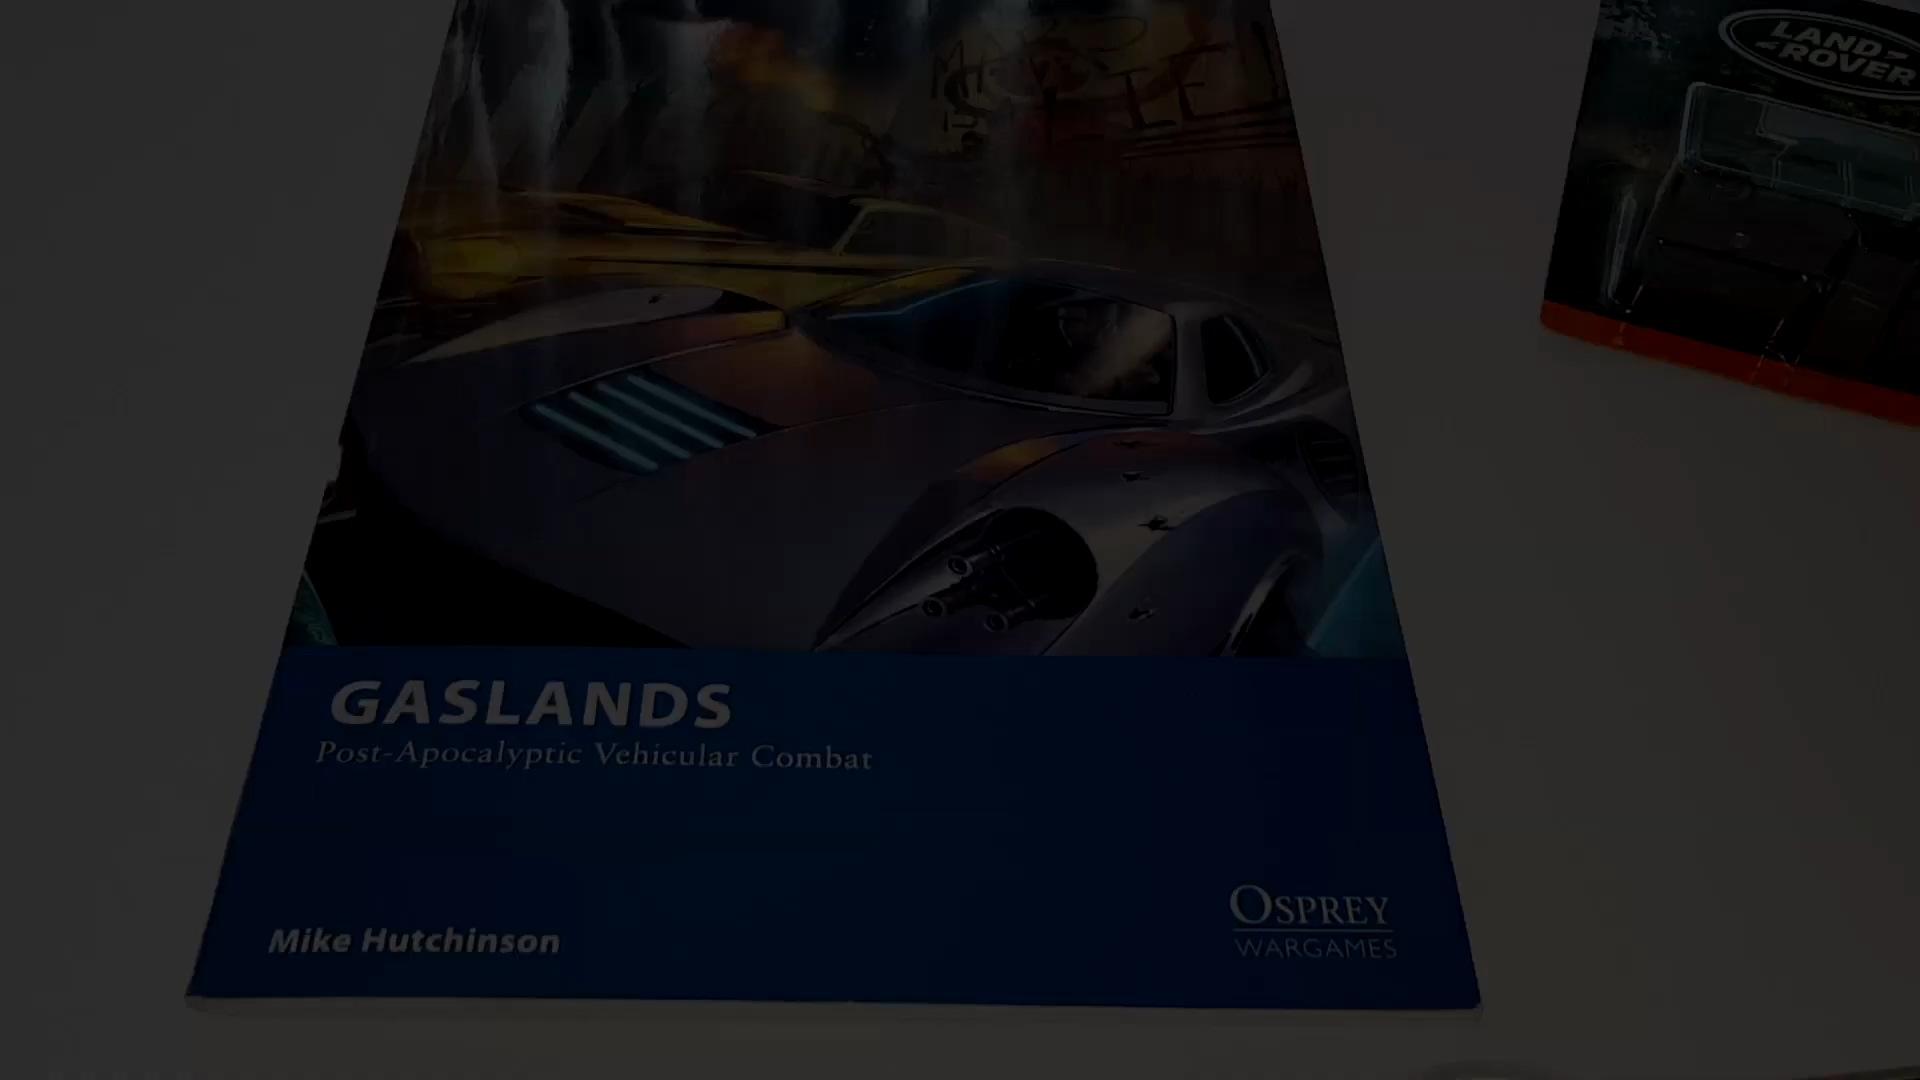 LAND
ROVER
GASLANDS
Post-Apocalyptic Vehicular Combat
Mike Hutchinson
OSPREY
WARGAMES